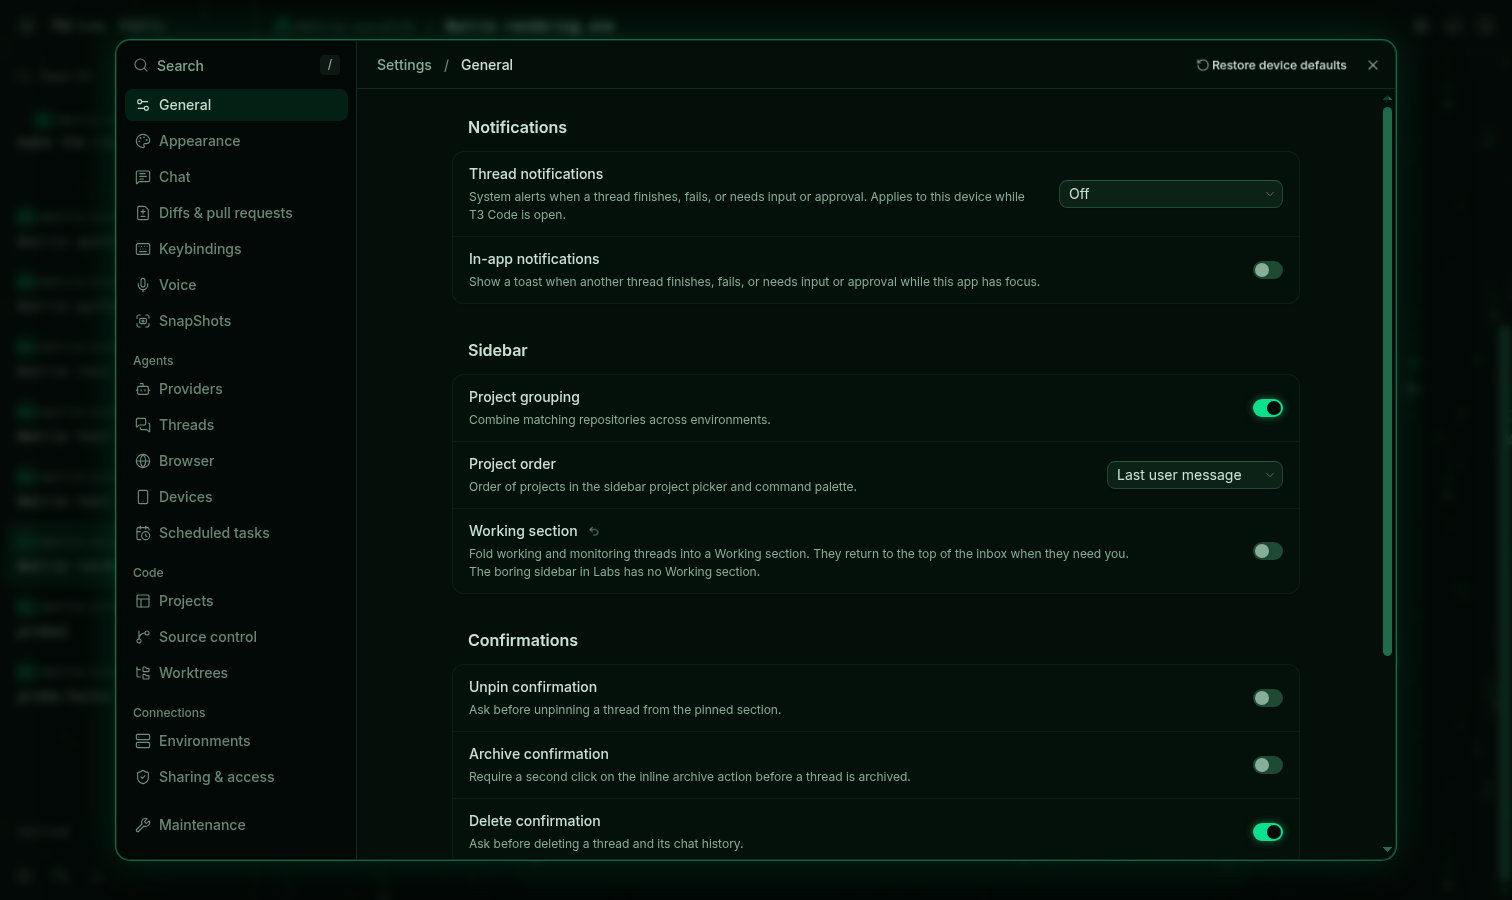 Search
/
General
Appearance
Chat
Diffs & pull requests
Keybindings
Voice
SnapShots
Agents
Providers
Threads
Browser
Devices
Scheduled tasks
Code
Projects
Source control
Worktrees
Connections
Environments
Sharing & access
Maintenance
Settings / General
Restore device defaults
Notifications
Thread notifications
System alerts when a thread finishes, fails, or needs input or approval. Applies to this device while
T3 Code is open.
Off
In-app notifications
Show a toast when another thread finishes, fails, or needs input or approval while this app has focus.
Sidebar
Project grouping
Combine matching repositories across environments.
Project order
Order of projects in the sidebar project picker and command palette.
Last user message
Working section
Fold working and monitoring threads into a Working section. They return to the top of the inbox when they need you.
The boring sidebar in Labs has no Working section.
Confirmations
Unpin confirmation
Ask before unpinning a thread from the pinned section.
Archive confirmation
Require a second click on the inline archive action before a thread is archived.
Delete confirmation
Ask before deleting a thread and its chat history.